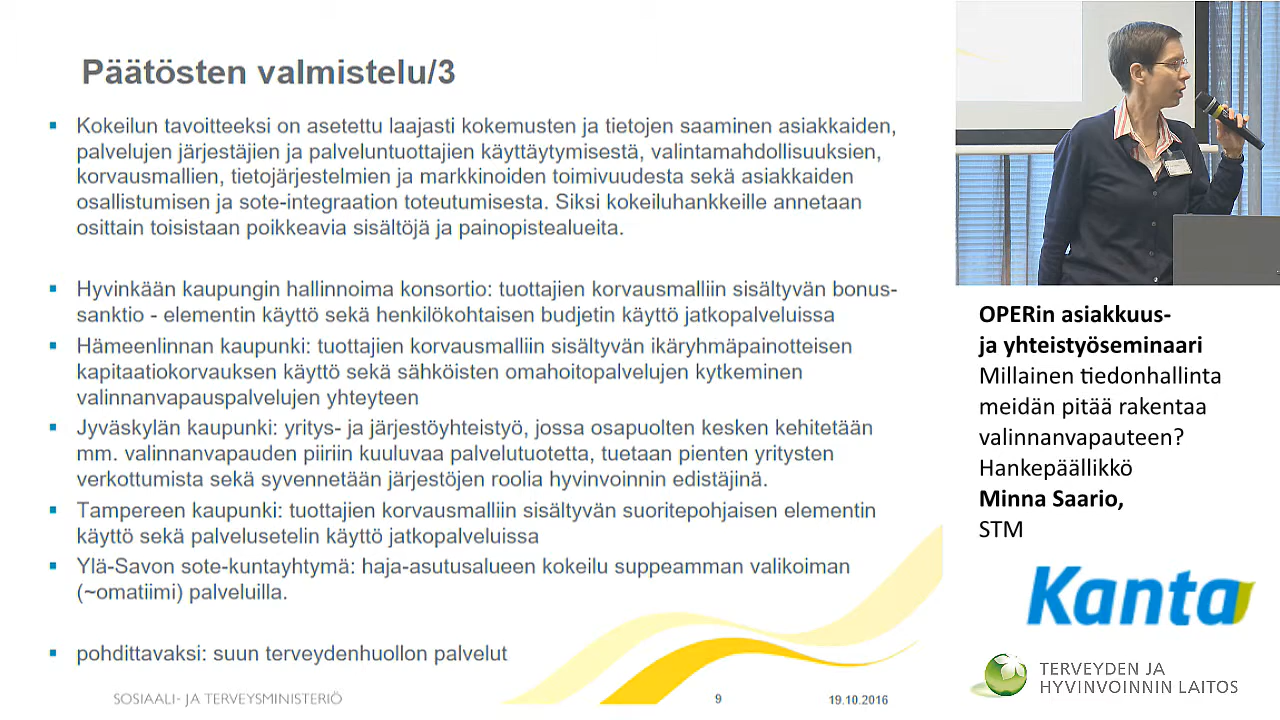 Päätösten valmistelu/3
Kokeilun tavoitteeksi on asetettu laajasti kokemusten ja tietojen saaminen asiakkaiden,
palvelujen järjestäjien ja palveluntuottajien käyttäytymisestä, valintamahdollisuuksien,
korvausmallien, tietojärjestelmien ja markkinoiden toimivuudesta sekä asiakkaiden
osallistumisen ja sote-integraation toteutumisesta. Siksi kokeiluhankkeille annetaan
osittain toisistaan poikkeavia sisältöjä ja painopistealueita.
Hyvinkään kaupungin hallinnoima konsortio: tuottajien korvausmalliin sisältyvän bonus-
sanktio - elementin käyttö sekä henkilökohtaisen budjetin käyttö jatkopalveluissa
Hämeenlinnan kaupunki: tuottajien korvausmalliin sisältyvän ikäryhmäpainotteisen
kapitaatiokorvauksen käyttö sekä sähköisten omahoitopalvelujen kytkeminen
valinnanvapauspalvelujen yhteyteen
Jyväskylän kaupunki: yritys- ja järjestöyhteistyö, jossa osapuolten kesken kehitetään
mm. valinnanvapauden piiriin kuuluvaa palvelutuotetta, tuetaan pienten yritysten
verkottumista sekä syvennetään järjestöjen roolia hyvinvoinnin edistäjinä.
Tampereen kaupunki: tuottajien korvausmalliin sisältyvän suoritepohjaisen elementin
käyttö sekä palvelusetelin käyttö jatkopalveluissa
Ylä-Savon sote-kuntayhtymä: haja-asutusalueen kokeilu suppeamman valikoiman
(~omatiimi) palveluilla.
pohdittavaksi: suun terveydenhuollon palvelut
SOSIAALI- JA TERVEYSMINISTERIÖ
9
19.10.2016
OPERin asiakkuus-
ja yhteistyöseminaari
Millainen tiedonhallinta
meidän pitää rakentaa
valinnanvapauteen?
Hankepäällikkö
Minna Saario,
STM
Kanta
TERVEYDEN JA
HYVINVOINNIN LAITOS